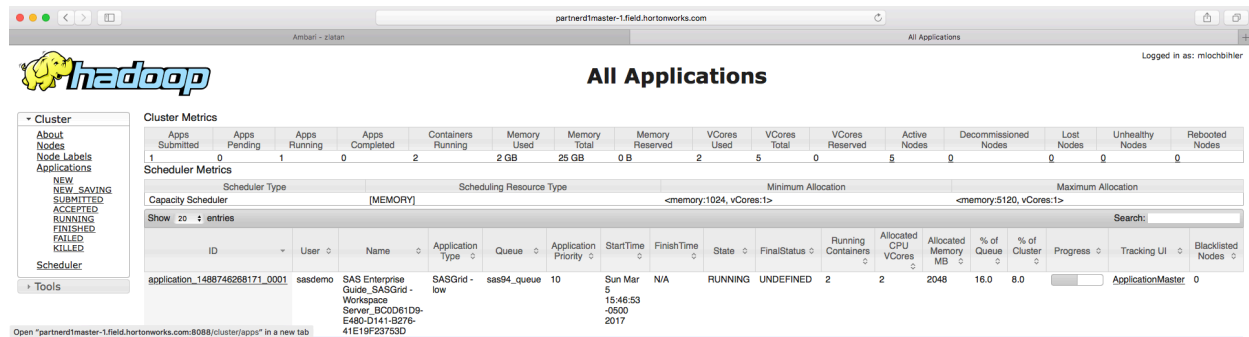 partnerd1master-1.field.hortonworks.com
Ambari - zlatan
All Applications
Logged in as: mlochbihler
hadoop
All Applications
Cluster
About
Nodes
Node Labels
Applications
NEW
NEW_SAVING
SUBMITTED
ACCEPTED
RUNNING
FINISHED
FAILED
KILLED
Scheduler
Tools
Cluster Metrics
Apps Submitted Apps Pending Apps Running Apps Completed Containers Running Memory Used Memory Total Memory Reserved VCores Used VCores Total VCores Reserved Active Nodes Decommissioned Nodes Lost Nodes Unhealthy Nodes Rebooted Nodes
1 0 1 0 2 2 GB 25 GB 0 B 2 5 0 5 0 0 0 0
Scheduler Metrics
Scheduler Type Scheduling Resource Type Minimum Allocation Maximum Allocation
Capacity Scheduler [MEMORY] <memory:1024, vCores:1> <memory:5120, vCores:1>
Show 20 entries Search:
ID User Name Application Type Queue Application Priority StartTime FinishTime State FinalStatus Running Containers Allocated CPU VCores Allocated Memory MB % of Queue % of Cluster Progress Tracking UI Blacklisted Nodes
application_1488746268171_0001 sasdemo SAS Enterprise SASGrid - sas94_queue 10 Sun Mar N/A RUNNING UNDEFINED 2 2 2048 16.0 8.0 ApplicationMaster 0
Guide_SASGrid - low 5
Workspace 15:46:53
Server_BC0D61D9- -0500
E480-D141-B276- 2017
41E19F23753D
Open "partnerd1master-1.field.hortonworks.com:8088/cluster/apps" in a new tab